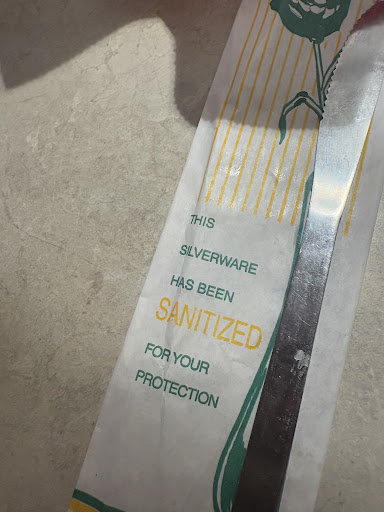 THIS
SILVERWARE
HAS BEEN
SANITIZED
FOR YOUR
PROTECTION